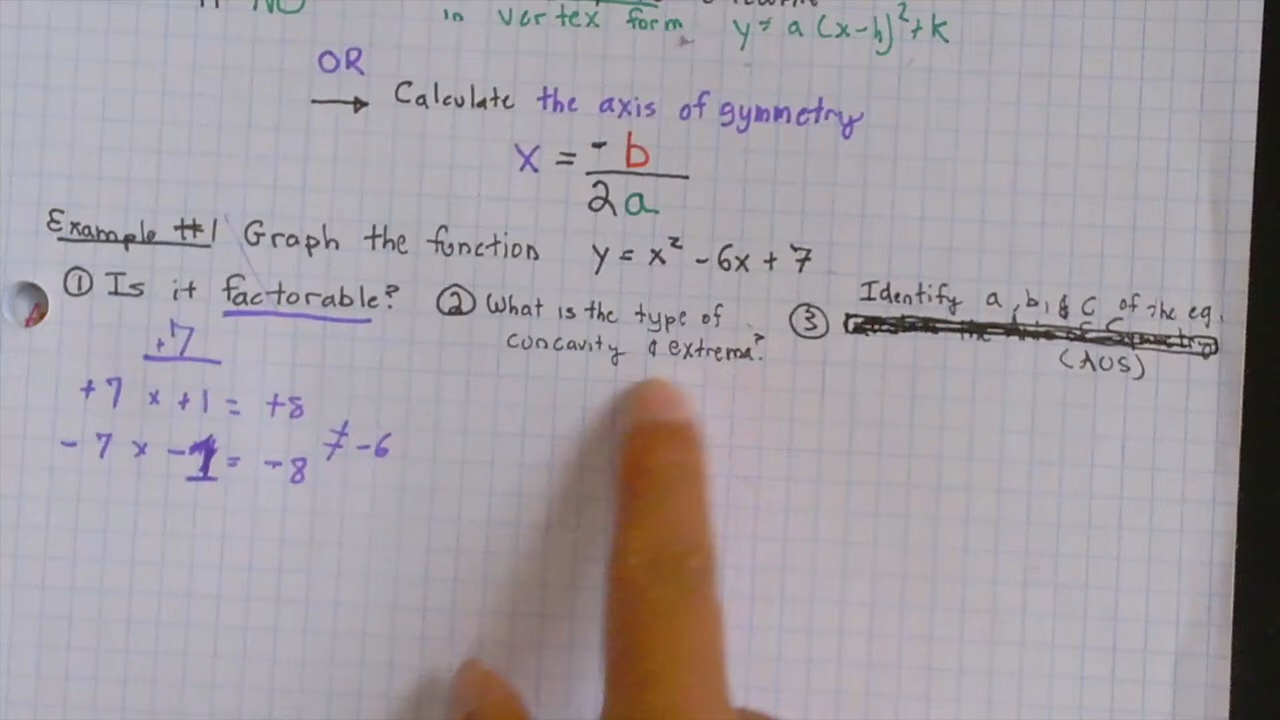 NO
in vertex form y = a (x-h)² + k
OR
→ Calculate the axis of symmetry
x = -b
2a
Example #1 Graph the function y = x² - 6x + 7
① Is it factorable?
+7
+7 x +1 = +8
-7 x -1 = -8 ≠ -6
② What is the type of
concavity & extrema?
③ Identify a, b, & c of the eq.
(AOS)